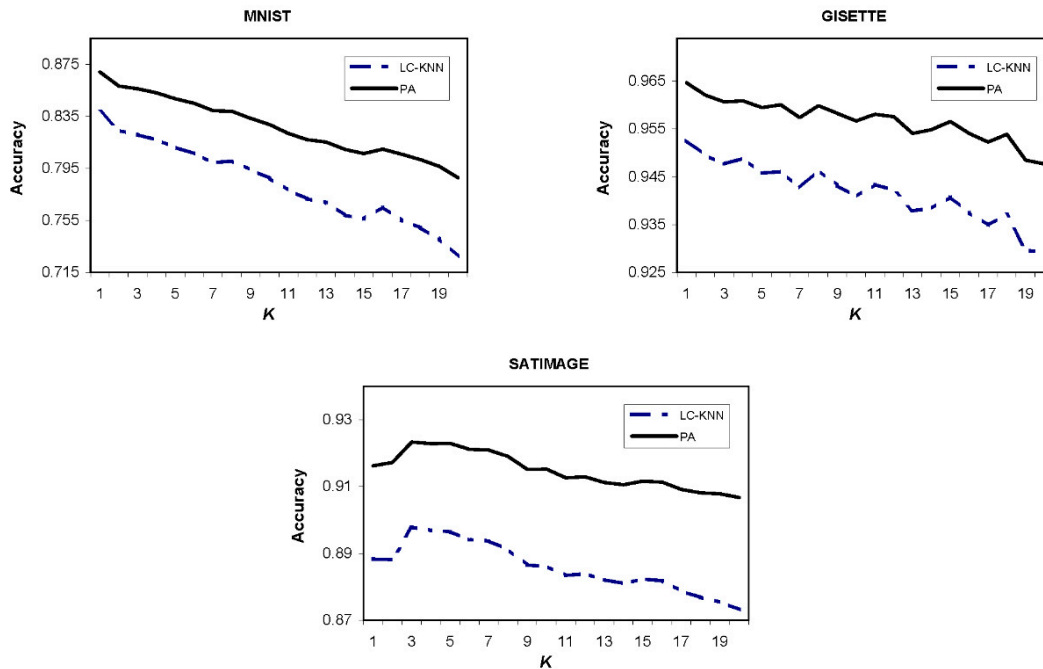 MNIST
LC-KNN
PA
0.875
0.835
0.795
0.755
0.715
Accuracy
1 3 5 7 9 11 13 15 17 19
K
GISETTE
LC-KNN
PA
0.965
0.955
0.945
0.935
0.925
Accuracy
1 3 5 7 9 11 13 15 17 19
K
SATIMAGE
LC-KNN
PA
0.93
0.91
0.89
0.87
Accuracy
1 3 5 7 9 11 13 15 17 19
K